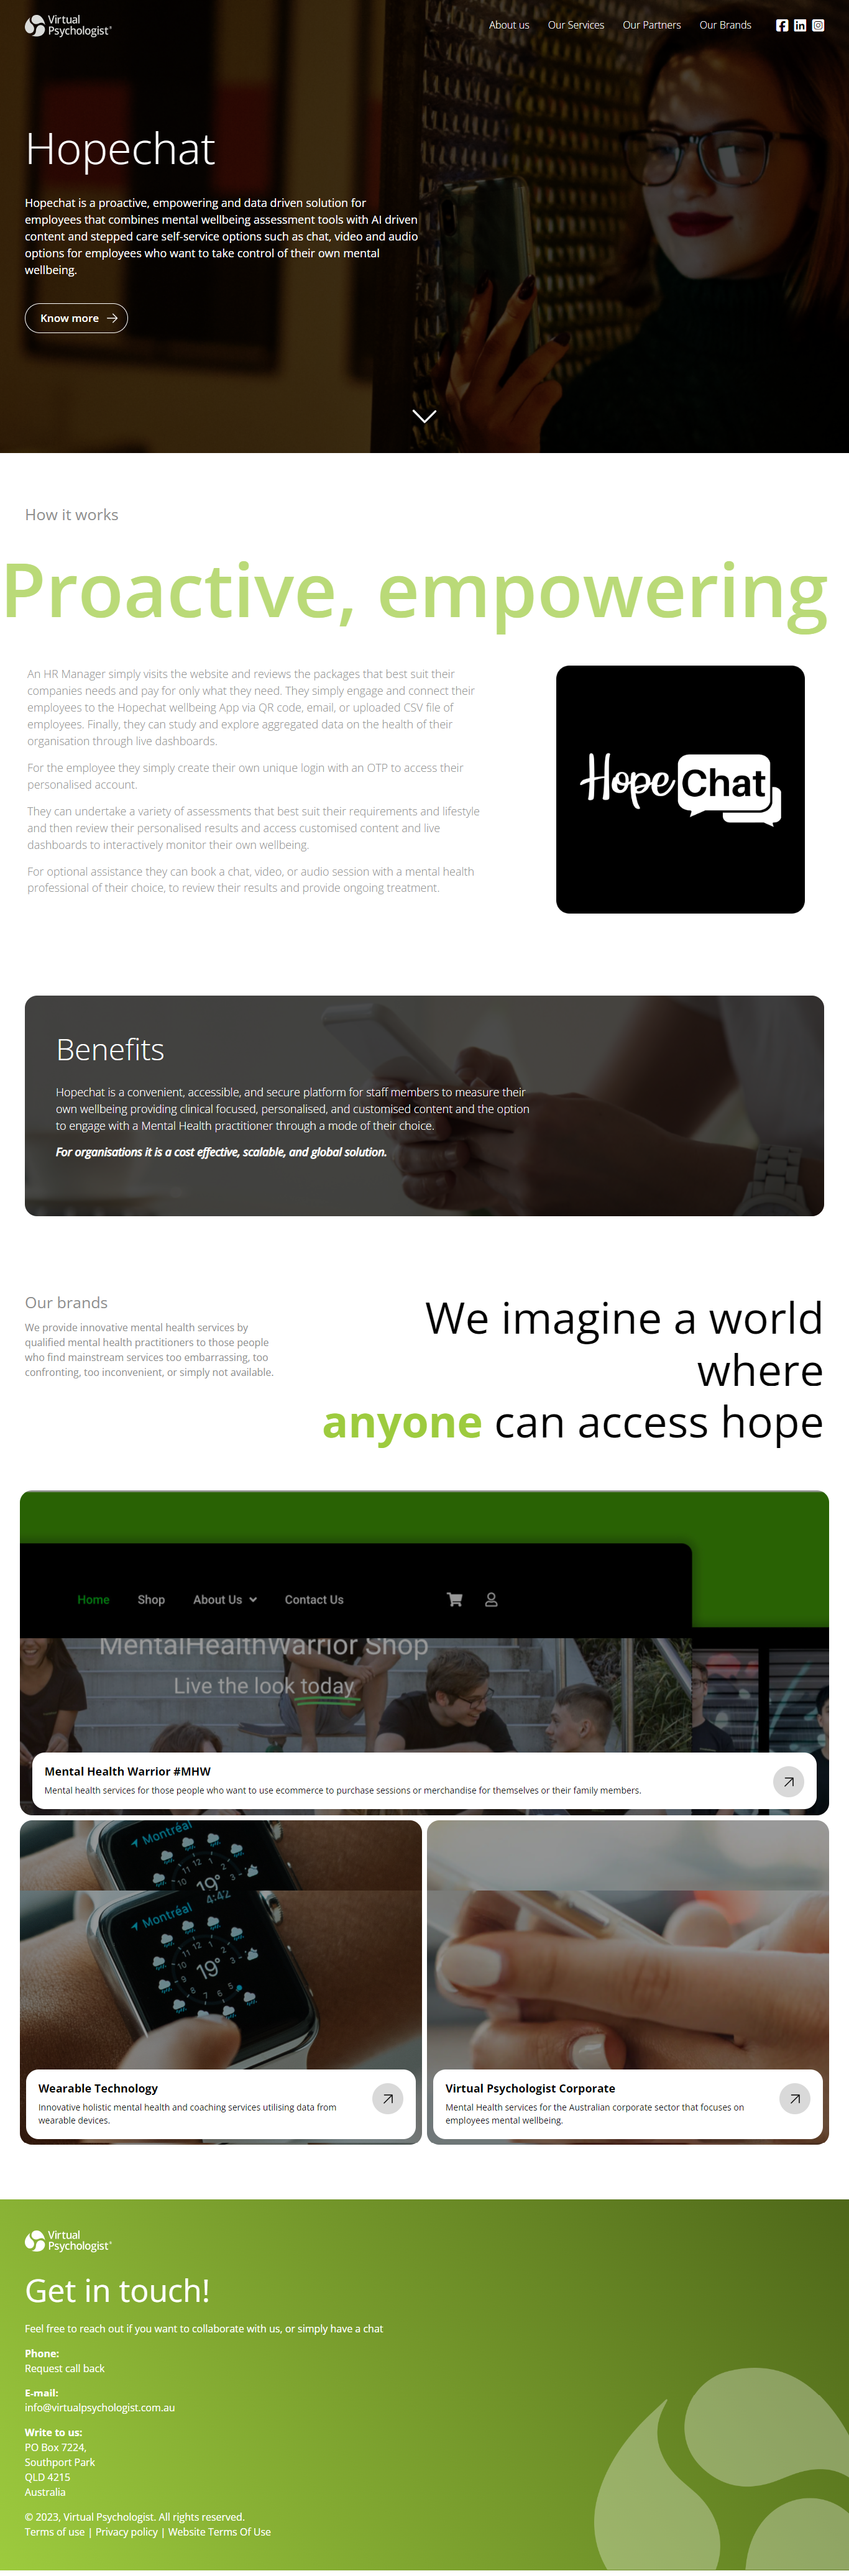 Virtual
Psychologist
About us
Our Services
Our Partners
Our Brands
Hopechat
Hopechat is a proactive, empowering and data driven solution for
employees that combines mental wellbeing assessment tools with AI driven
content and stepped care self-service options such as chat, video and audio
options for employees who want to take control of their own mental
wellbeing.
Know more
How it works
Proactive, empowering
An HR Manager simply visits the website and reviews the packages that best suit their
companies needs and pay for only what they need. They simply engage and connect their
employees to the Hopechat wellbeing App via QR code, email, or uploaded CSV file of
employees. Finally, they can study and explore aggregated data on the health of their
organisation through live dashboards.
For the employee they simply create their own unique login with an OTP to access their
personalised account.
They can undertake a variety of assessments that best suit their requirements and lifestyle
and then review their personalised results and access customised content and live
dashboards to interactively monitor their own wellbeing.
For optional assistance they can book a chat, video, or audio session with a mental health
professional of their choice, to review their results and provide ongoing treatment.
Hope Chat
Benefits
Hopechat is a convenient, accessible, and secure platform for staff members to measure their
own wellbeing providing clinical focused, personalised, and customised content and the option
to engage with a Mental Health practitioner through a mode of their choice.
For organisations it is a cost effective, scalable, and global solution.
Our brands
We provide innovative mental health services by
qualified mental health practitioners to those people
who find mainstream services too embarrassing, too
confronting, too inconvenient, or simply not available.
We imagine a world
where
anyone can access hope
Home
Shop
About Us
Contact Us
MentalHealthWarrior Shop
Live the look today
Mental Health Warrior #MHW
Mental health services for those people who want to use ecommerce to purchase sessions or merchandise for themselves or their family members.
Montréal
19°
4:42
Montréal
19°
Wearable Technology
Innovative holistic mental health and coaching services utilising data from
wearable devices.
Virtual Psychologist Corporate
Mental Health services for the Australian corporate sector that focuses on
employees mental wellbeing.
Virtual
Psychologist
Get in touch!
Feel free to reach out if you want to collaborate with us, or simply have a chat
Phone:
Request call back
E-mail:
info@virtualpsychologist.com.au
Write to us:
PO Box 7224,
Southport Park
QLD 4215
Australia
© 2023, Virtual Psychologist. All rights reserved.
Terms of use | Privacy policy | Website Terms Of Use